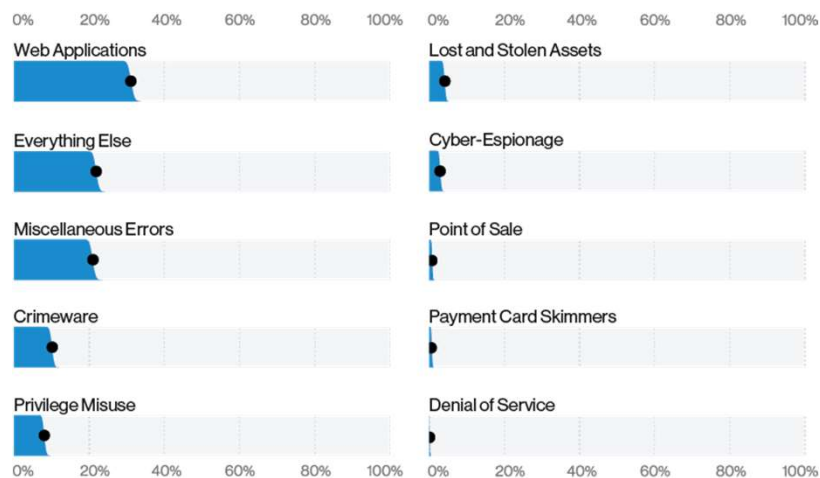 0% 20% 40% 60% 80% 100%
Web Applications
Everything Else
Miscellaneous Errors
Crimeware
Privilege Misuse
0% 20% 40% 60% 80% 100%
0% 20% 40% 60% 80% 100%
Lost and Stolen Assets
Cyber-Espionage
Point of Sale
Payment Card Skimmers
Denial of Service
0% 20% 40% 60% 80% 100%